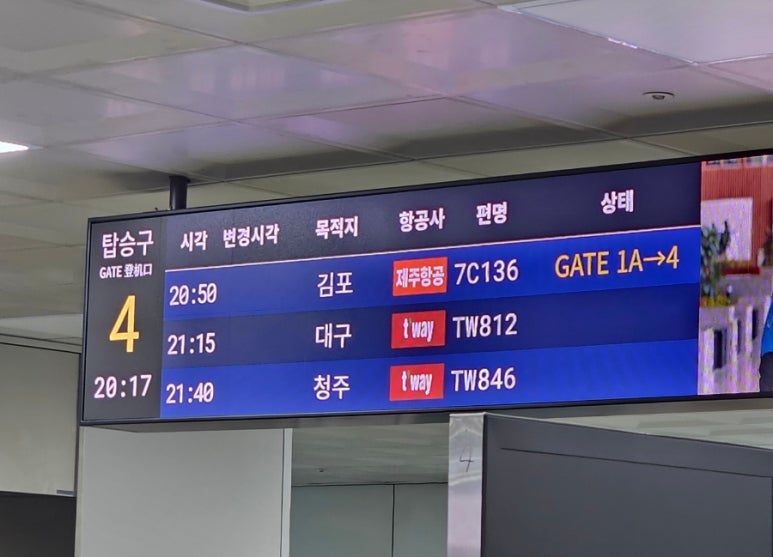 탑승구
GATE 登机口
4
20:17
시각 변경시각 목적지 항공사 편명 상태
20:50 김포 제주항공 7C136 GATE 1A→4
21:15 대구 t'way TW812
21:40 청주 t'way TW846
4